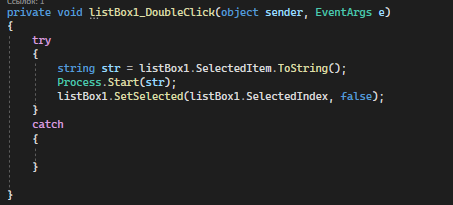 Ссылок: 1
private void listBox1_DoubleClick(object sender, EventArgs e)
{
try
{
string str = listBox1.SelectedItem.ToString();
Process.Start(str);
listBox1.SetSelected(listBox1.SelectedIndex, false);
}
catch
{
}
}